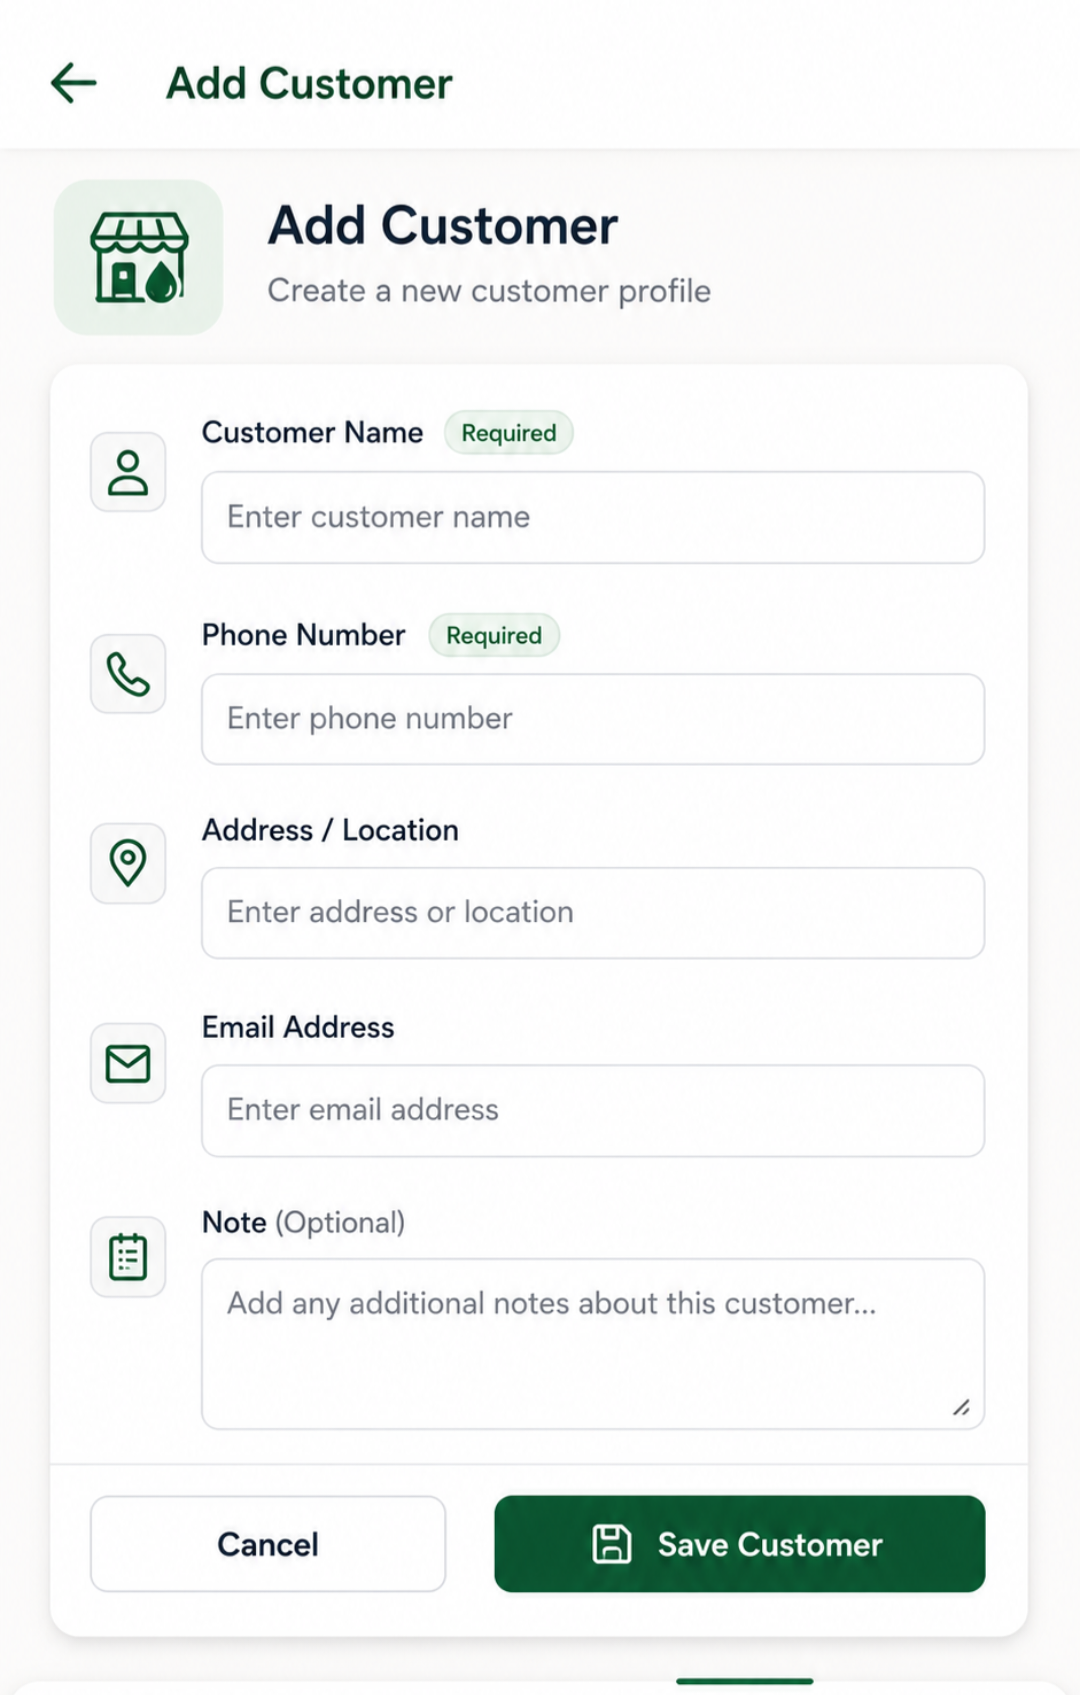 Add Customer
Add Customer
Create a new customer profile
Customer Name Required
Enter customer name
Phone Number Required
Enter phone number
Address / Location
Enter address or location
Email Address
Enter email address
Note (Optional)
Add any additional notes about this customer...
Cancel
Save Customer